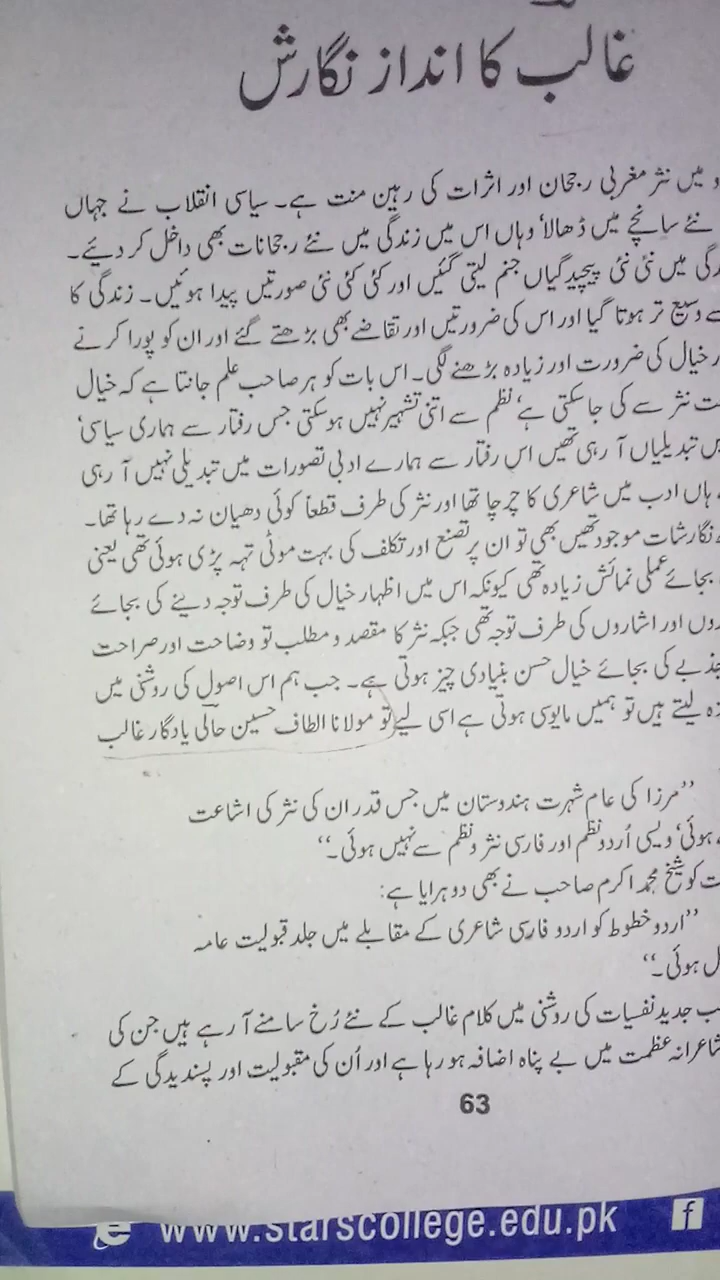 غالب کا انداز نگارش
میں نثر مغربی رجحان اور اثرات کی رہین منت ہے۔ سیاسی انقلاب نے جہاں
نئے سانچے میں ڈھالا‘ وہاں اس میں زندگی میں نئے رجحانات بھی داخل کر دئیے۔
میں نئی نئی پیچیدگیاں جنم لیتی گئیں اور کئی کئی نئی صورتیں پیدا ہوئیں۔ زندگی کا
وسیع تر ہوتا گیا اور اس کی ضرورتیں اور تقاضے بھی بڑھتے گئے اور ان کو پورا کرنے
خیال کی ضرورت اور زیادہ بڑھنے لگی۔ اس بات کو ہر صاحب علم جانتا ہے کہ خیال
نثر سے کی جا سکتی ہے‘ نظم سے اتنی تشہیر نہیں ہو سکتی جس رفتار سے ہماری سیاسی‘
تبدیلیاں آ رہی تھیں اس رفتار سے ہمارے ادبی تصورات میں تبدیلی نہیں آ رہی
ہاں ادب میں شاعری کا چرچا تھا اور نثر کی طرف قطعاً کوئی دھیان نہ دے رہا تھا۔
نگارشات موجود تھیں بھی تو ان پر تصنع اور تکلف کی بہت موٹی تہہ پڑی ہوئی تھی یعنی
بجائے عملی نمائش زیادہ تھی کیونکہ اس میں اظہار خیال کی طرف توجہ دینے کی بجائے
اور اشاروں کی طرف توجہ تھی جبکہ نثر کا مقصد و مطلب تو وضاحت اور صراحت
جذبے کی بجائے خیال حسن بنیادی چیز ہوتی ہے۔ جب ہم اس اصول کی روشنی میں
لیتے ہیں تو ہمیں مایوسی ہوتی ہے اسی لیے تو مولانا الطاف حسین حالی یادگار غالب
’’مرزا کی عام شہرت ہندوستان میں جس قدر ان کی نثر کی اشاعت
ہوئی‘ ویسی اُردو نظم اور فارسی نثر و نظم سے نہیں ہوئی۔‘‘
کو شیخ محمد اکرم صاحب نے بھی دوہرایا ہے:
’’اردو خطوط کو اردو فارسی شاعری کے مقابلے میں جلد قبولیت عامہ
ہوئی۔‘‘
جدید نفسیات کی روشنی میں کلام غالب کے نئے رُخ سامنے آ رہے ہیں جن کی
شاعرانہ عظمت میں بے پناہ اضافہ ہو رہا ہے اور اُن کی مقبولیت اور پسندیدگی کے
63
www.starscollege.edu.pk f